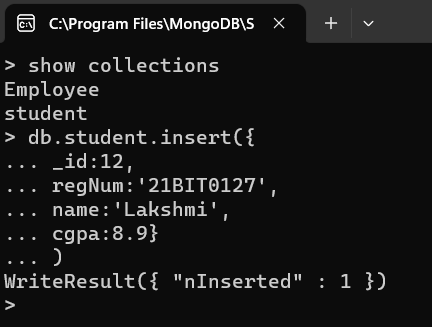 C:\Program Files\MongoDB\S
> show collections
Employee
student
> db.student.insert({
... _id:12,
... regNum:'21BIT0127',
... name:'Lakshmi',
... cgpa:8.9}
... )
WriteResult({ "nInserted" : 1 })
>